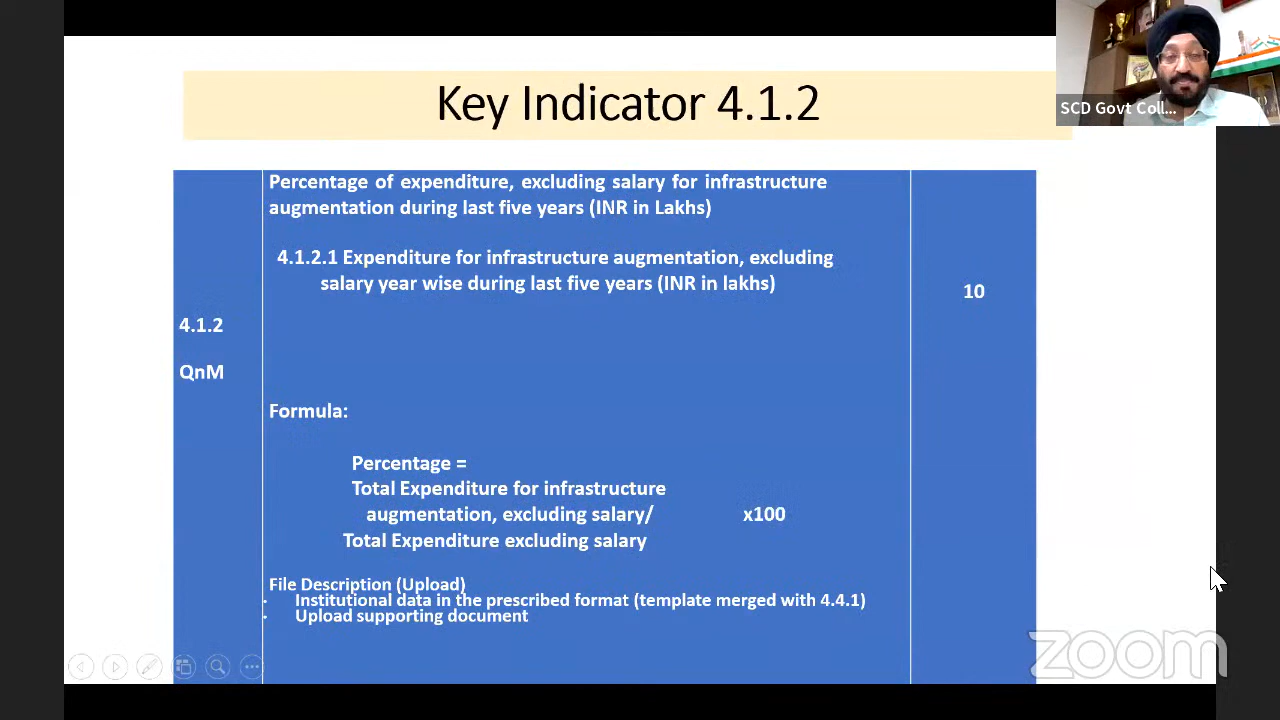 Key Indicator 4.1.2
SCD Govt Coll...
Percentage of expenditure, excluding salary for infrastructure
augmentation during last five years (INR in Lakhs)
4.1.2.1 Expenditure for infrastructure augmentation, excluding
salary year wise during last five years (INR in lakhs)
10
4.1.2
QnM
Formula:
Percentage =
Total Expenditure for infrastructure
augmentation, excluding salary/ x100
Total Expenditure excluding salary
File Description (Upload)
• Institutional data in the prescribed format (template merged with 4.4.1)
• Upload supporting document
zoom